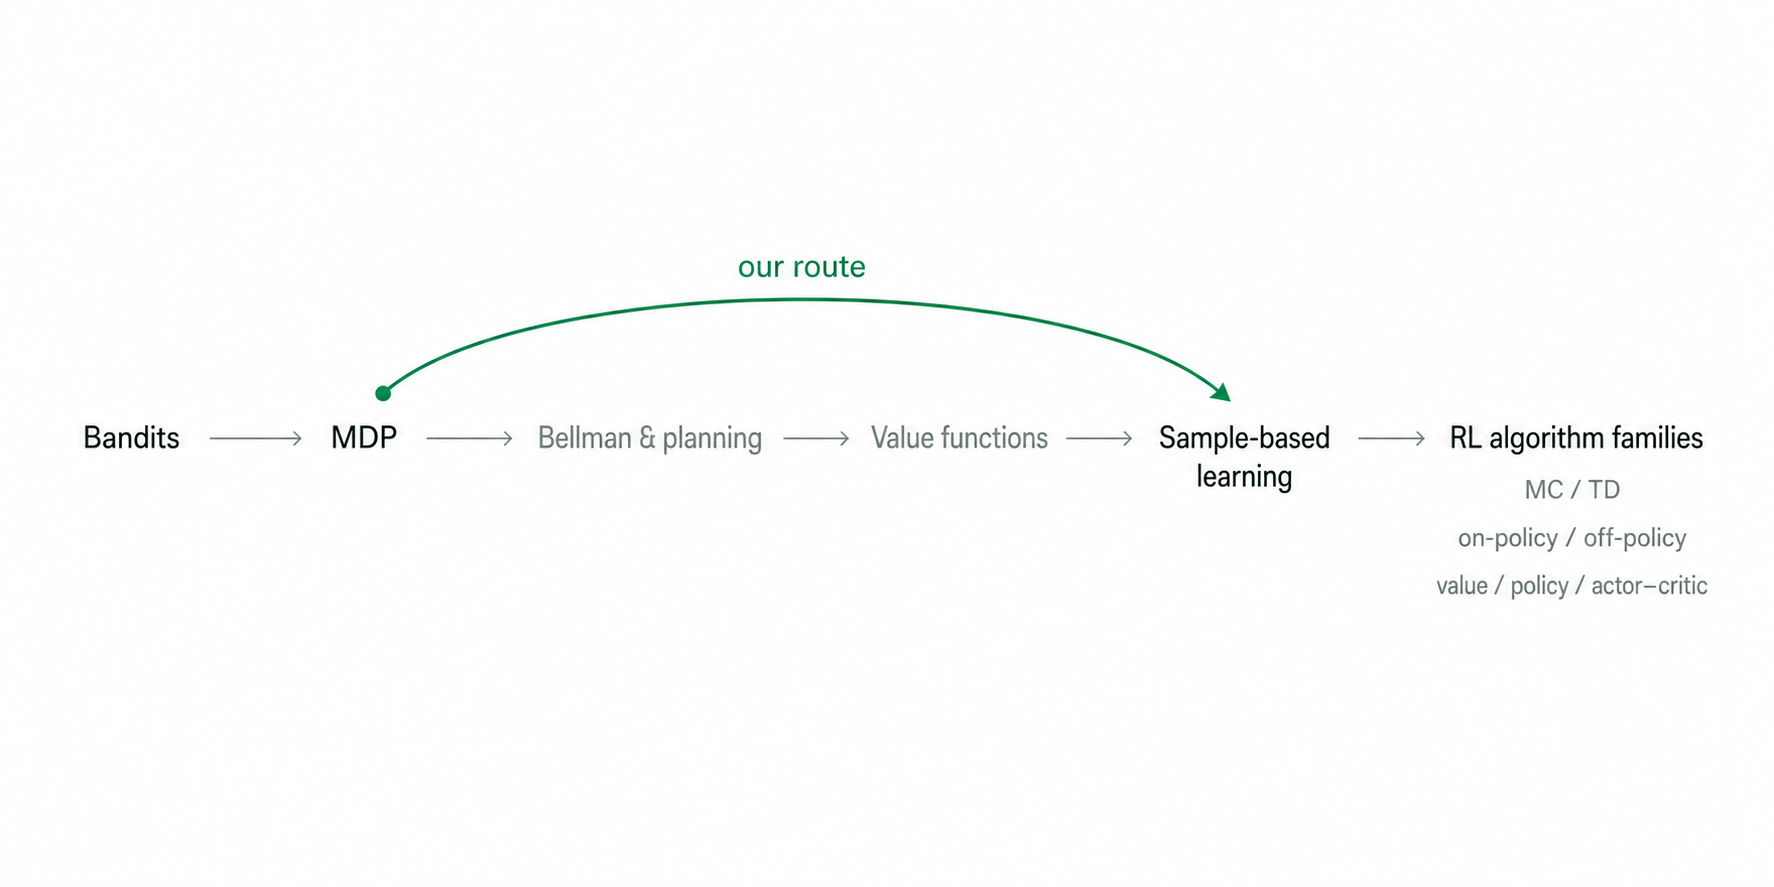 our route
Bandits
MDP
Bellman & planning
Value functions
Sample-based
learning
RL algorithm families
MC / TD
on-policy / off-policy
value / policy / actor–critic